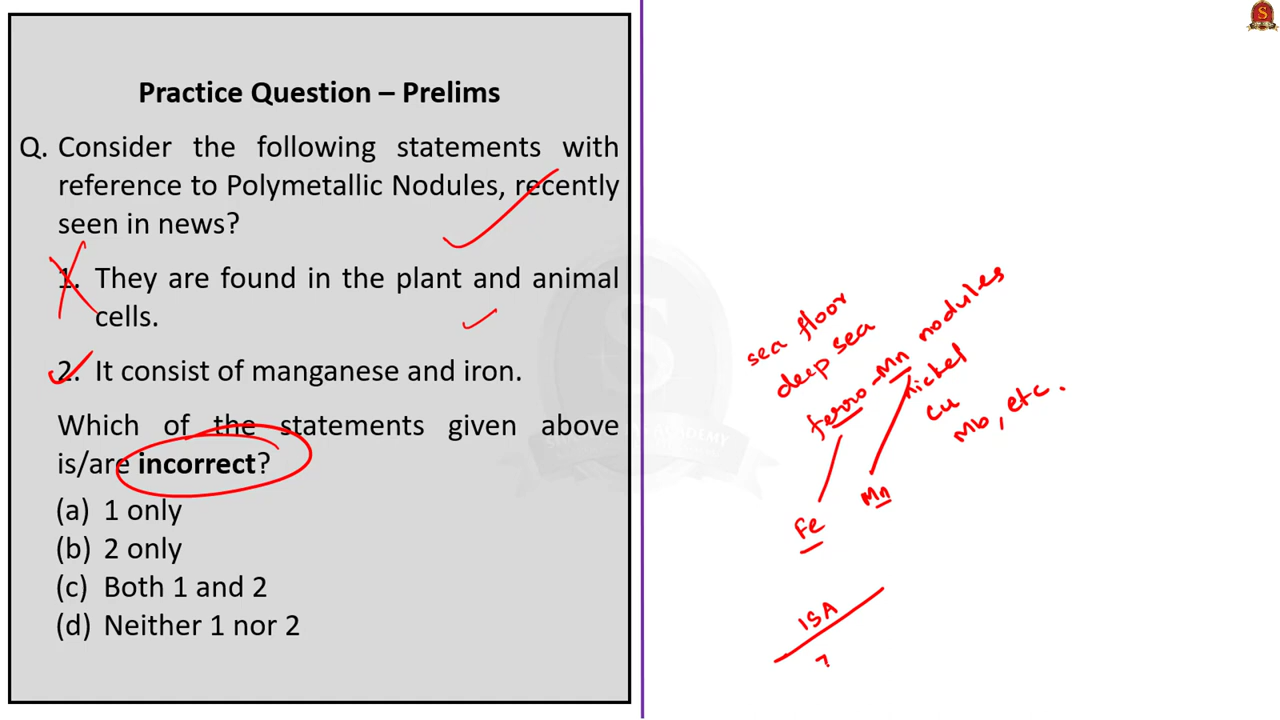 Practice Question – Prelims
Q. Consider the following statements with
reference to Polymetallic Nodules, recently
seen in news?
1. They are found in the plant and animal
cells.
2. It consist of manganese and iron.
Which of the statements given above
is/are incorrect?
(a) 1 only
(b) 2 only
(c) Both 1 and 2
(d) Neither 1 nor 2
sea floor
deep sea
ferro-Mn nodules
nickel
Cu
Mb, etc.
Fe
Mn
ISA
?
S